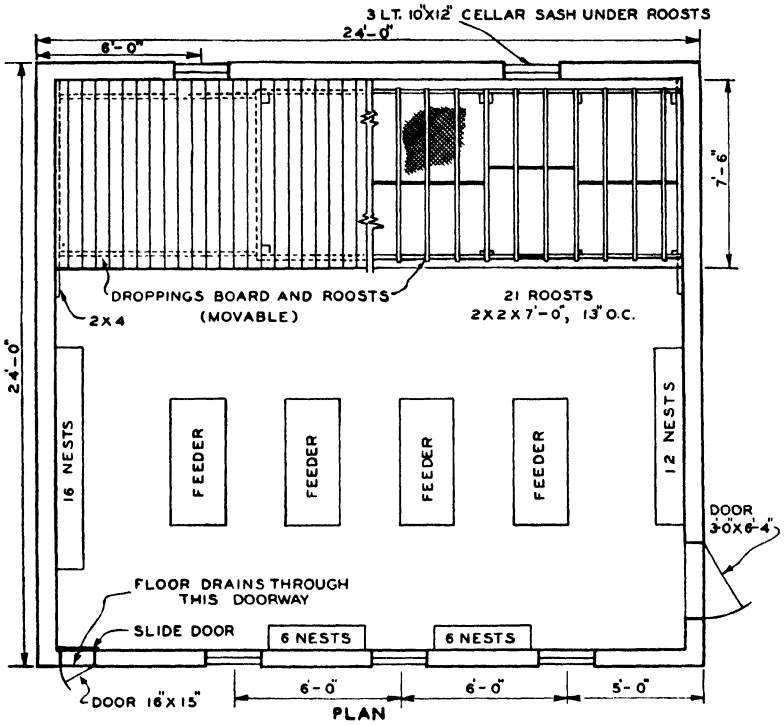 3 LT. 10"X12" CELLAR SASH UNDER ROOSTS
24'-0"
6'-0"
7'-6"
DROPPINGS BOARD AND ROOSTS
(MOVABLE)
2X4
21 ROOSTS
2X2X7'-0", 13" O.C.
24'-0"
16 NESTS
FEEDER
FEEDER
FEEDER
FEEDER
12 NESTS
DOOR
3'-0"X6'-4"
FLOOR DRAINS THROUGH
THIS DOORWAY
SLIDE DOOR
6 NESTS
6 NESTS
DOOR 16"X15"
6'-0"
6'-0"
5'-0"
PLAN